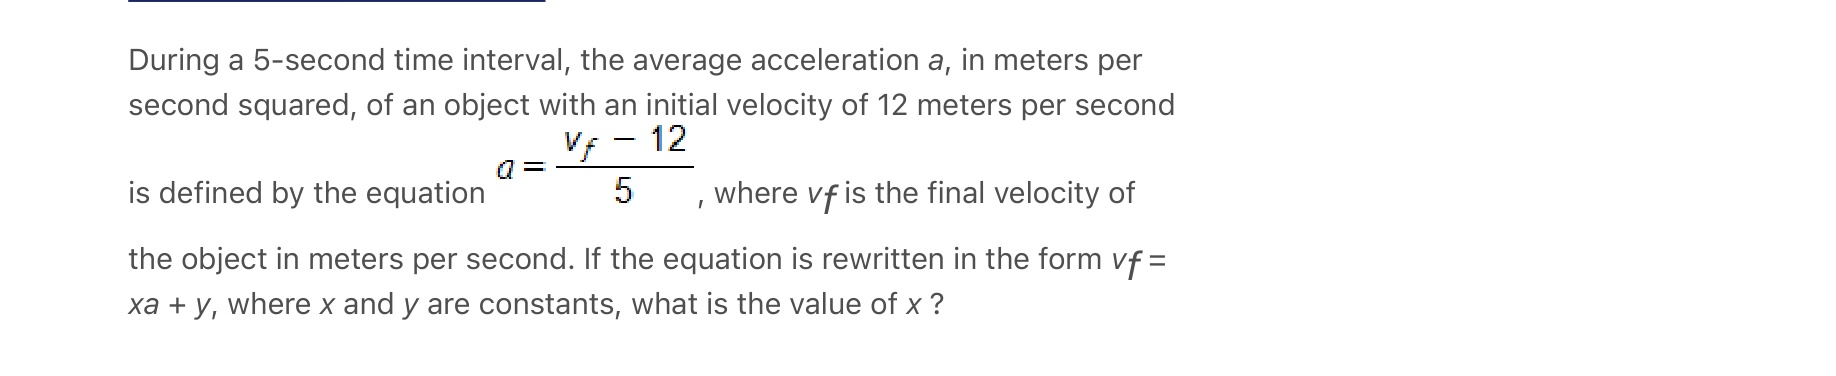 During a 5-second time interval, the average acceleration a, in meters per
second squared, of an object with an initial velocity of 12 meters per second
is defined by the equation a = \frac{v_f - 12}{5}, where vf is the final velocity of
the object in meters per second. If the equation is rewritten in the form vf =
xa + y, where x and y are constants, what is the value of x ?